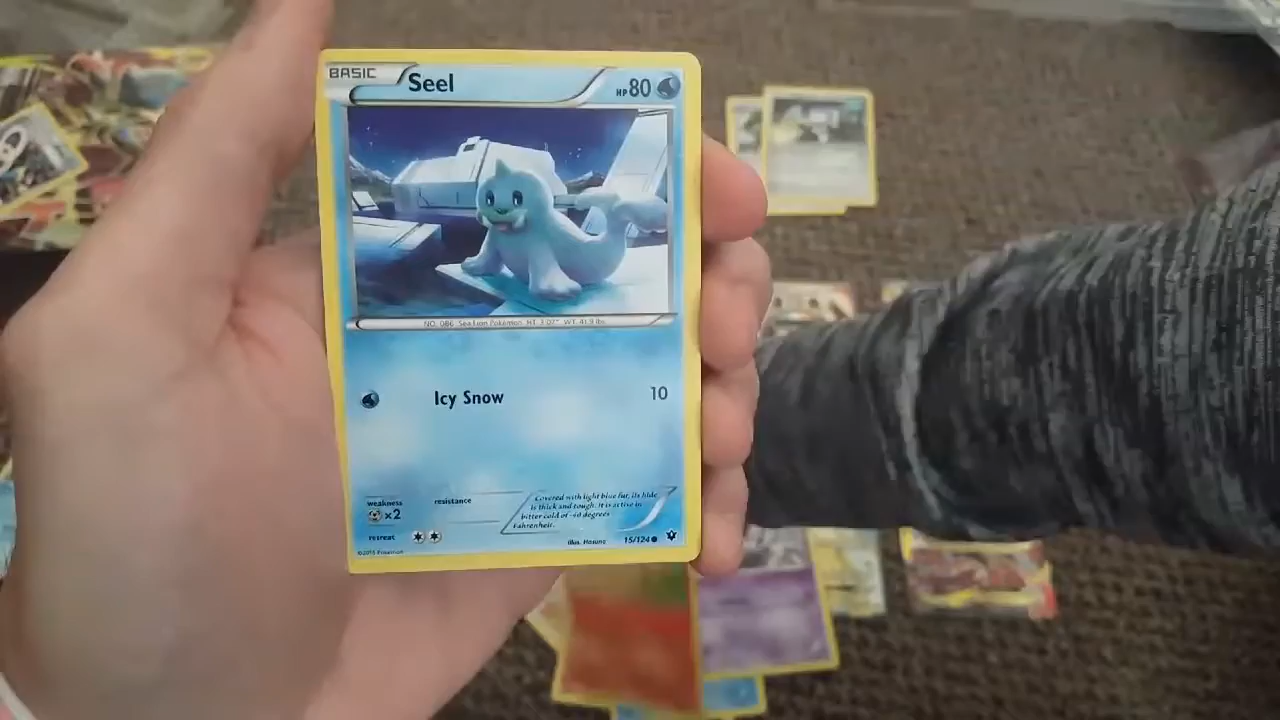 BASIC Seel HP 80
NO. 086 Sea Lion Pokémon HT. 3'07" WT. 41.9 lbs.
Icy Snow 10
weakness resistance
×2
Covered with light blue fur, its hide
is thick and tough. It is active in
bitter cold of -40 degrees
Fahrenheit.
retreat
illus. Hasuno 15/124
©2016 Pokémon